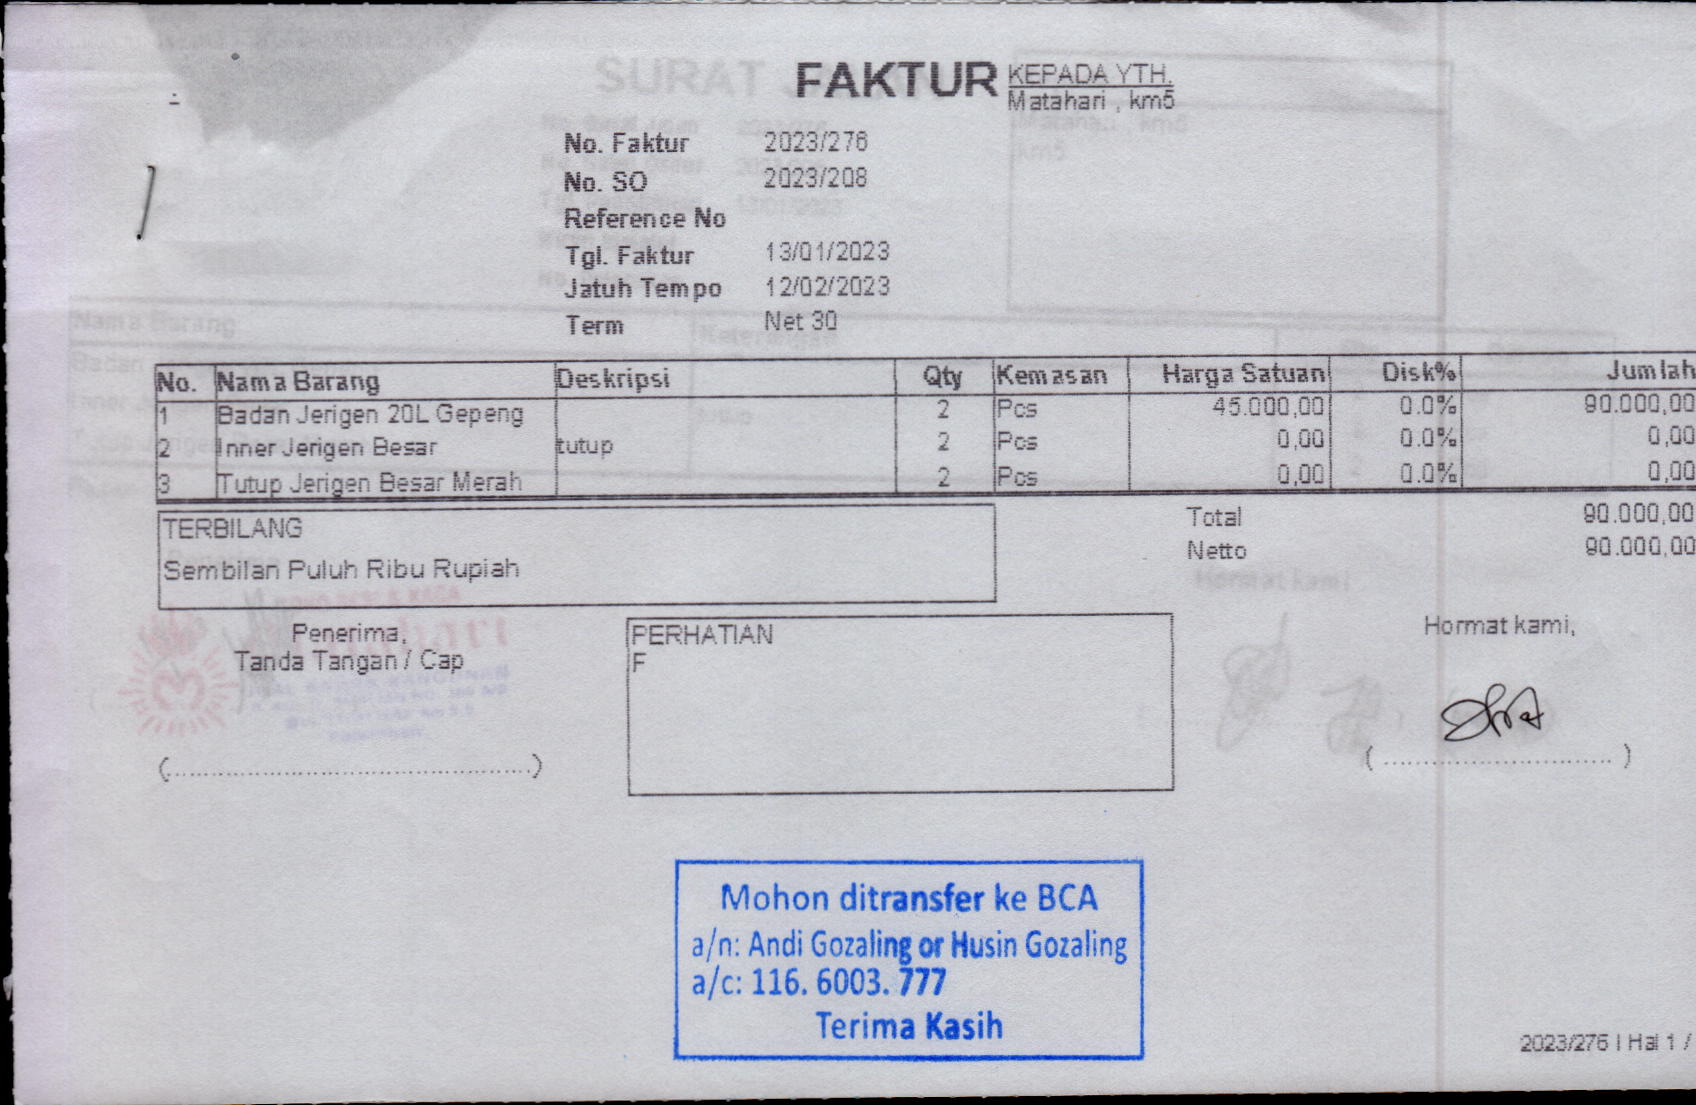 FAKTUR
KEPADA YTH.
Matahari , km5
No. Faktur 2023/276
No. SO 2023/208
Reference No
Tgl. Faktur 13/01/2023
Jatuh Tempo 12/02/2023
Term Net 30
No. Nama Barang Deskripsi Qty Kemasan Harga Satuan Disk% Jumlah
1 Badan Jerigen 20L Gepeng 2 Pcs 45.000,00 0.0% 90.000,00
2 Inner Jerigen Besar tutup 2 Pcs 0,00 0.0% 0,00
3 Tutup Jerigen Besar Merah 2 Pcs 0,00 0.0% 0,00
TERBILANG
Sembilan Puluh Ribu Rupiah
Total 90.000,00
Netto 90.000,00
Penerima,
Tanda Tangan / Cap
(..............................................)
PERHATIAN
F
Hormat kami,
( ............................. )
Mohon ditransfer ke BCA
a/n: Andi Gozaling or Husin Gozaling
a/c: 116. 6003. 777
Terima Kasih
2023/276 | Hal 1 /